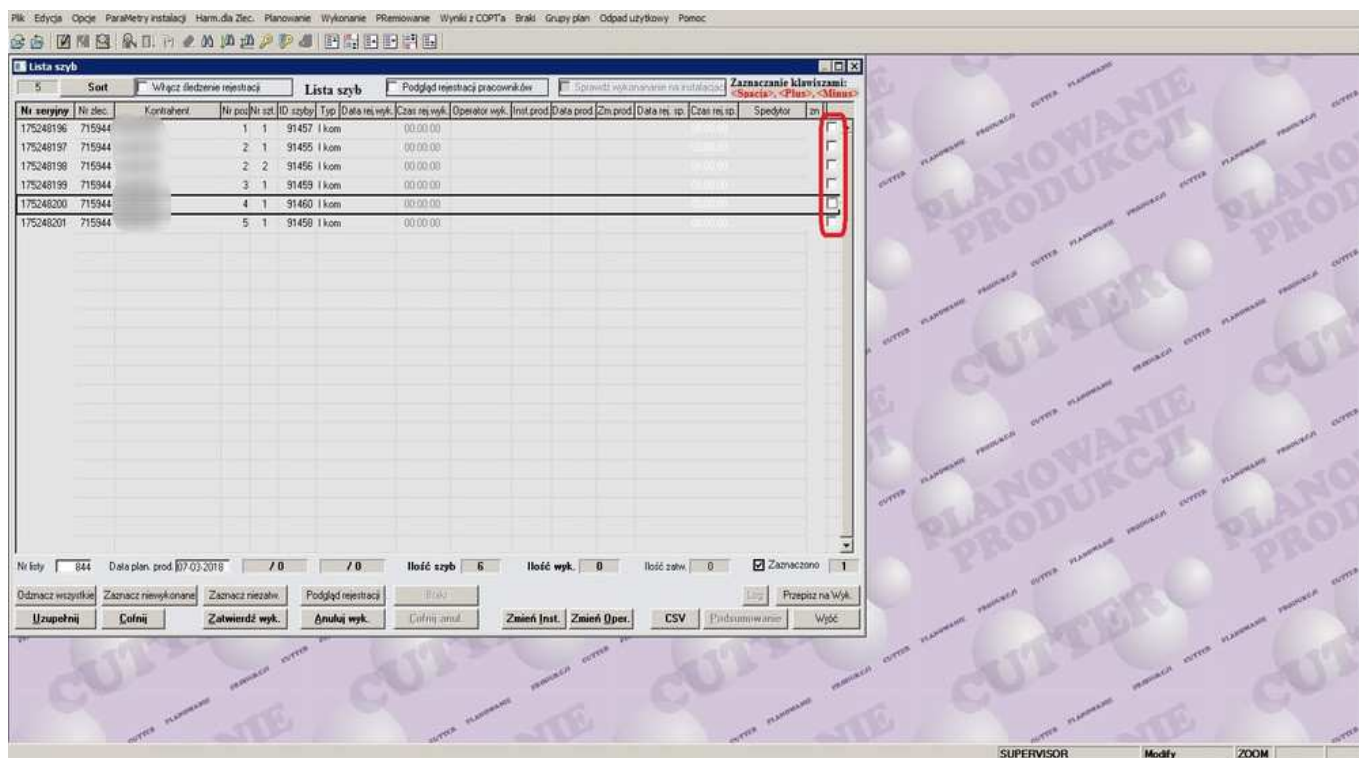 Plik Edycja Opcje ParaMetry instalacji Harm.dla Zlec. Planowanie Wykonanie PRemiowanie Wyniki z COPT'a Braki Grupy plan Odpad użytkowy Pomoc
Lista szyb
5 Sort Włącz śledzenie rejestracji Lista szyb Podgląd rejestracji pracowników Sprawdź wykonananie na instalacjac Zaznaczanie klawiszami:
<Spacja>, <Plus>, <Minus>
Nr seryjny Nr zlec. Kontrahent Nr poz Nr szt. ID szyby Typ Data rej.wyk. Czas rej.wyk. Operator wyk. Inst.prod. Data prod. Zm.prod. Data rej. sp. Czas rej.sp. Spedytor zn
175248196 715944 1 1 91457 I kom 00:00:00
175248197 715944 2 1 91455 I kom 00:00:00
175248198 715944 2 2 91456 I kom 00:00:00 00:00:00
175248199 715944 3 1 91459 I kom 00:00:00
175248200 715944 4 1 91460 I kom 00:00:00
175248201 715944 5 1 91458 I kom 00:00:00 00:00:00
Nr listy 844 Data plan. prod. 07-03-2018 / 0 / 0 Ilość szyb 6 Ilość wyk. 0 Ilość zatw. 0 Zaznaczono 1
Odznacz wszystkie Zaznacz niewykonane Zaznacz niezatw. Podgląd rejestracji Braki Log Przepisz na Wyk.
Uzupełnij Cofnij Zatwierdź wyk. Anuluj wyk. Cofnij anul. Zmień Inst. Zmień Oper. CSV Podsumowanie Wyjść
CUTTER PLANOWANIE PRODUKCJI
SUPERVISOR Modify ZOOM